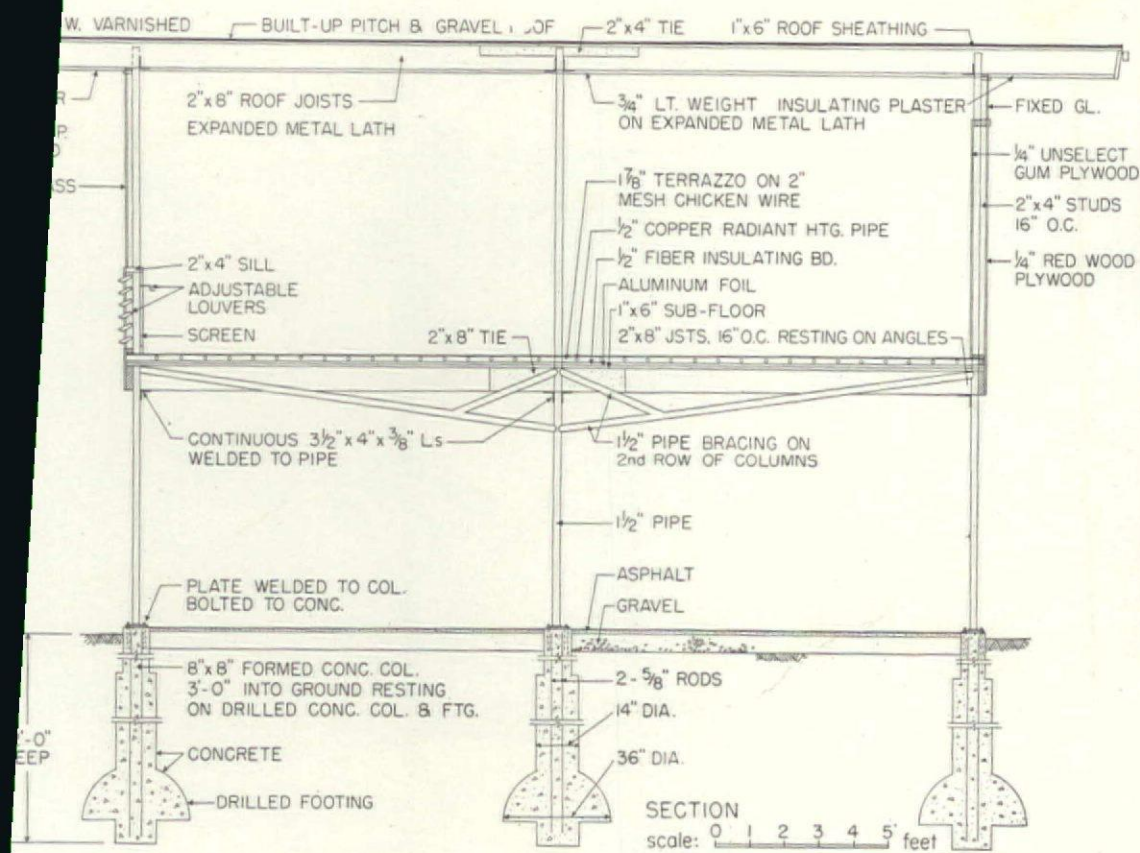 W. VARNISHED
BUILT-UP PITCH & GRAVEL
2"x4" TIE
1"x6" ROOF SHEATHING
R
2"x8" ROOF JOISTS
EXPANDED METAL LATH
3/4" LT. WEIGHT INSULATING PLASTER
ON EXPANDED METAL LATH
FIXED GL.
1/4" UNSELECT
GUM PLYWOOD
2"x4" STUDS
16" O.C.
1/4" RED WOOD
PLYWOOD
1 7/8" TERRAZZO ON 2"
MESH CHICKEN WIRE
1/2" COPPER RADIANT HTG. PIPE
1/2" FIBER INSULATING BD.
ALUMINUM FOIL
1"x6" SUB-FLOOR
2"x8" JSTS, 16" O.C. RESTING ON ANGLES
2"x4" SILL
ADJUSTABLE
LOUVERS
SCREEN
2"x8" TIE
CONTINUOUS 3 1/2"x 4"x 3/8" Ls
WELDED TO PIPE
1 1/2" PIPE BRACING ON
2nd ROW OF COLUMNS
1 1/2" PIPE
PLATE WELDED TO COL.
BOLTED TO CONC.
ASPHALT
GRAVEL
8"x8" FORMED CONC. COL.
3'-0" INTO GROUND RESTING
ON DRILLED CONC. COL. & FTG.
2- 5/8" RODS
14" DIA.
36" DIA.
CONCRETE
DRILLED FOOTING
SECTION
scale: 0 1 2 3 4 5 feet